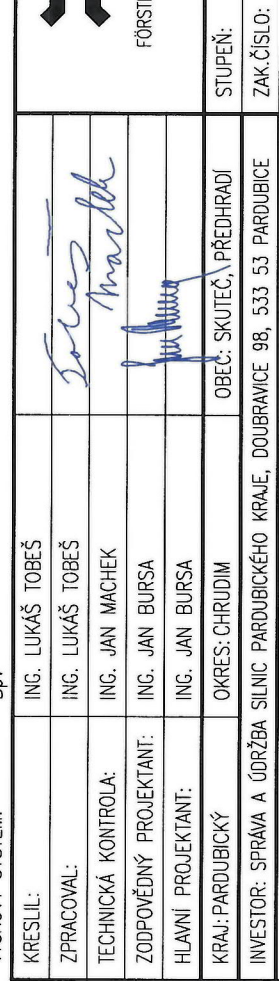 KRESLIL: ING. LUKÁŠ TOBEŠ
ZPRACOVAL: ING. LUKÁŠ TOBEŠ Tobeš
TECHNICKÁ KONTROLA: ING. JAN MACHEK Machek
ZODPOVĚDNÝ PROJEKTANT: ING. JAN BURSA
HLAVNÍ PROJEKTANT: ING. JAN BURSA
KRAJ: PARDUBICKÝ OKRES: CHRUDIM OBEC: SKUTEČ, PŘEDHRADÍ STUPEŇ:
INVESTOR: SPRÁVA A ÚDRŽBA SILNIC PARDUBICKÉHO KRAJE, DOUBRAVICE 98, 533 53 PARDUBICE ZAK.ČÍSLO: